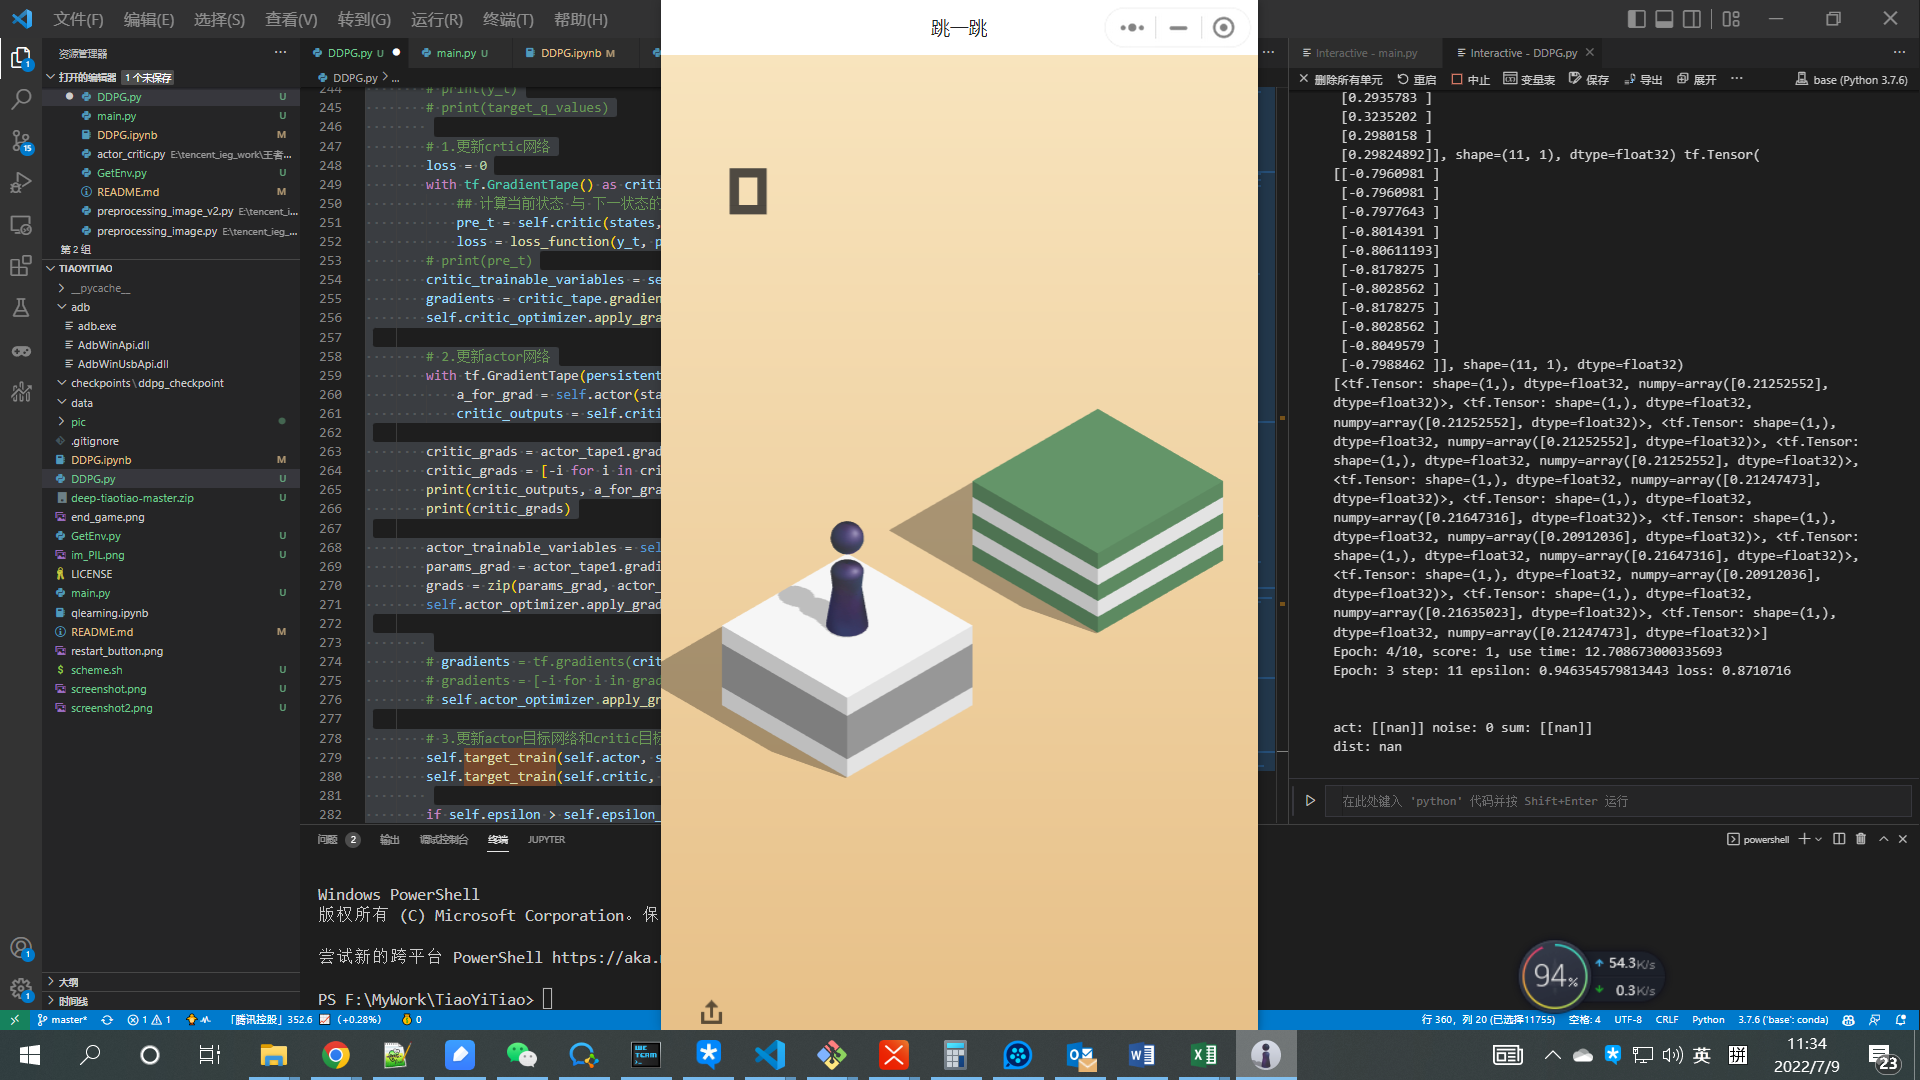 文件(F) 编辑(E) 选择(S) 查看(V) 转到(G) 运行(R) 终端(T) 帮助(H)
跳一跳
资源管理器
打开的编辑器 1 个未保存
DDPG.py U
main.py U
DDPG.ipynb M
actor_critic.py E:\tencent_ieg_work\王者...
GetEnv.py U
README.md M
preprocessing_image_v2.py E:\tencent_i...
preprocessing_image.py E:\tencent_ieg_...
第 2 组
TIAOYITIAO
__pycache__
adb
adb.exe
AdbWinApi.dll
AdbWinUsbApi.dll
checkpoints\ddpg_checkpoint
data
pic
.gitignore
DDPG.ipynb M
DDPG.py U
deep-tiaotiao-master.zip U
end_game.png
GetEnv.py U
im_PIL.png U
LICENSE
main.py U
qlearning.ipynb
README.md M
restart_button.png
scheme.sh U
screenshot.png U
screenshot2.png U
大纲
时间线
DDPG.py U main.py U DDPG.ipynb M
DDPG.py > ...
244 # print(y_t)
245 # print(target_q_values)
246
247 # 1.更新crtic网络
248 loss = 0
249 with tf.GradientTape() as criti
250 ## 计算当前状态 与 下一状态的
251 pre_t = self.critic(states,
252 loss = loss_function(y_t, p
253 # print(pre_t)
254 critic_trainable_variables = se
255 gradients = critic_tape.gradien
256 self.critic_optimizer.apply_gra
257
258 # 2.更新actor网络
259 with tf.GradientTape(persistent
260 a_for_grad = self.actor(sta
261 critic_outputs = self.criti
262
263 critic_grads = actor_tape1.grad
264 critic_grads = [-i for i in cri
265 print(critic_outputs, a_for_gra
266 print(critic_grads)
267
268 actor_trainable_variables = sel
269 params_grad = actor_tape1.gradi
270 grads = zip(params_grad, actor_
271 self.actor_optimizer.apply_grad
272
273
274 # gradients = tf.gradients(crit
275 # gradients = [-i for i in grad
276 # self.actor_optimizer.apply_gr
277
278 # 3.更新actor目标网络和critic目标
279 self.target_train(self.actor, s
280 self.target_train(self.critic,
281
282 if self.epsilon > self.epsilon_
问题 2 输出 调试控制台 终端 JUPYTER
powershell
Windows PowerShell
版权所有 (C) Microsoft Corporation。保
尝试新的跨平台 PowerShell https://aka.
PS F:\MyWork\TiaoYiTiao>
Interactive - main.py Interactive - DDPG.py
删除所有单元 重启 中止 变量表 保存 导出 展开 ... base (Python 3.7.6)
[0.2935783 ]
[0.3235202 ]
[0.2980158 ]
[0.29824892]], shape=(11, 1), dtype=float32) tf.Tensor(
[[-0.7960981 ]
[-0.7960981 ]
[-0.7977643 ]
[-0.8014391 ]
[-0.80611193]
[-0.8178275 ]
[-0.8028562 ]
[-0.8178275 ]
[-0.8028562 ]
[-0.8049579 ]
[-0.7988462 ]], shape=(11, 1), dtype=float32)
[<tf.Tensor: shape=(1,), dtype=float32, numpy=array([0.21252552],
dtype=float32)>, <tf.Tensor: shape=(1,), dtype=float32,
numpy=array([0.21252552], dtype=float32)>, <tf.Tensor: shape=(1,),
dtype=float32, numpy=array([0.21252552], dtype=float32)>, <tf.Tensor:
shape=(1,), dtype=float32, numpy=array([0.21252552], dtype=float32)>,
<tf.Tensor: shape=(1,), dtype=float32, numpy=array([0.21247473],
dtype=float32)>, <tf.Tensor: shape=(1,), dtype=float32,
numpy=array([0.21647316], dtype=float32)>, <tf.Tensor: shape=(1,),
dtype=float32, numpy=array([0.20912036], dtype=float32)>, <tf.Tensor:
shape=(1,), dtype=float32, numpy=array([0.21647316], dtype=float32)>,
<tf.Tensor: shape=(1,), dtype=float32, numpy=array([0.20912036],
dtype=float32)>, <tf.Tensor: shape=(1,), dtype=float32,
numpy=array([0.21635023], dtype=float32)>, <tf.Tensor: shape=(1,),
dtype=float32, numpy=array([0.21247473], dtype=float32)>]
Epoch: 4/10, score: 1, use time: 12.708673000335693
Epoch: 3 step: 11 epsilon: 0.946354579813443 loss: 0.8710716
act: [[nan]] noise: 0 sum: [[nan]]
dist: nan
在此处键入 'python' 代码并按 Shift+Enter 运行
94% 54.3K/s
0.3K/s
master* 1 1 「腾讯控股」352.6 (+0.28%) 0
行 360，列 20 (已选择11755) 空格: 4 UTF-8 CRLF Python 3.7.6 ('base': conda)
英 拼
11:34
2022/7/9
23